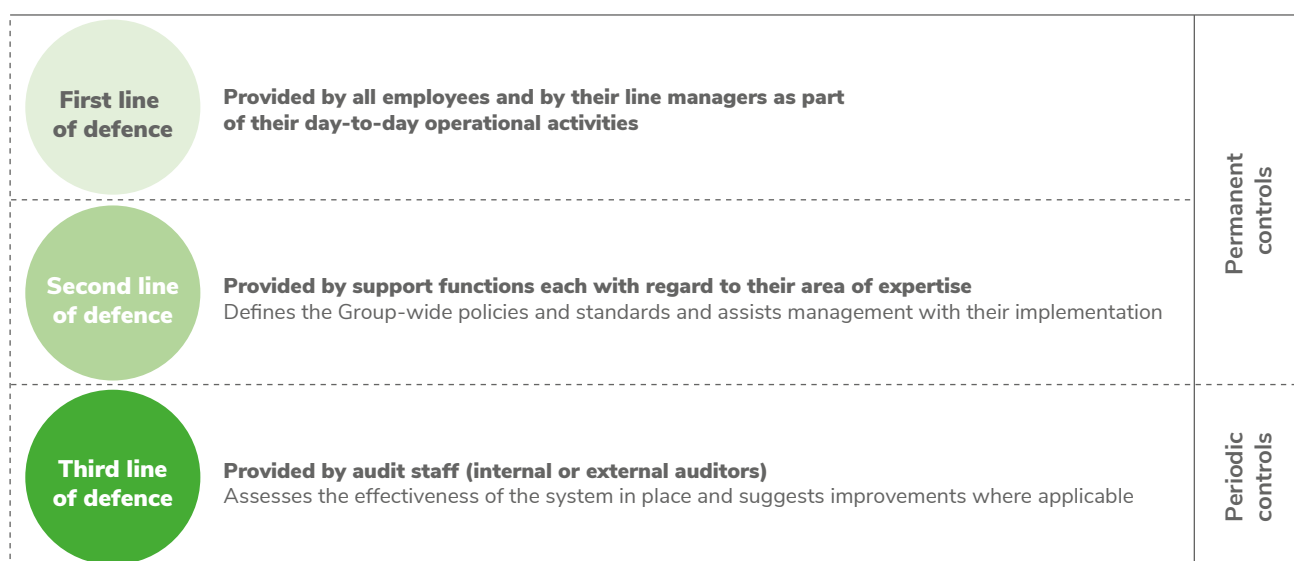 First line
of defence
Provided by all employees and by their line managers as part
of their day-to-day operational activities
Second line
of defence
Provided by support functions each with regard to their area of expertise
Defines the Group-wide policies and standards and assists management with their implementation
Permanent
controls
Third line
of defence
Provided by audit staff (internal or external auditors)
Assesses the effectiveness of the system in place and suggests improvements where applicable
Periodic
controls